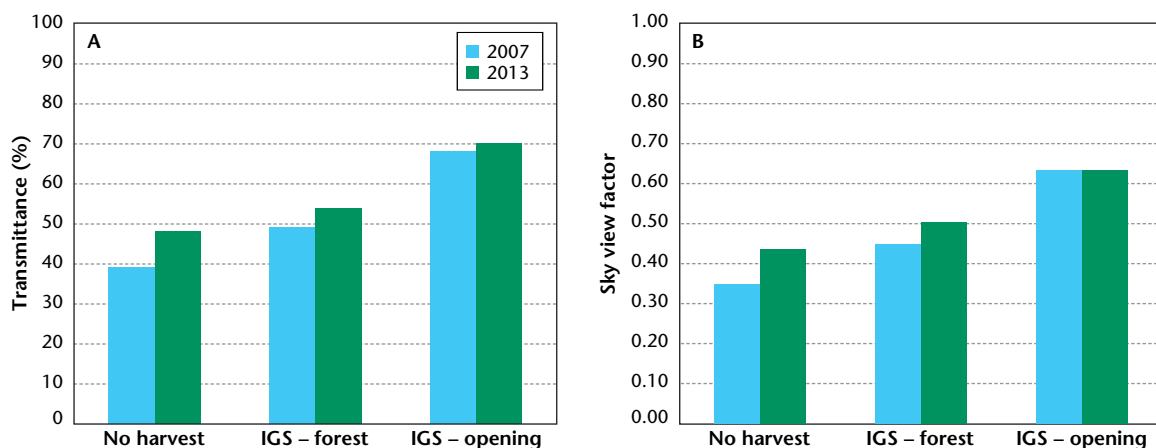 A
2007
2013
Transmittance (%)
100
90
80
70
60
50
40
30
20
10
0
No harvest
IGS – forest
IGS – opening
B
Sky view factor
1.00
0.90
0.80
0.70
0.60
0.50
0.40
0.30
0.20
0.10
0.00
No harvest
IGS – forest
IGS – opening